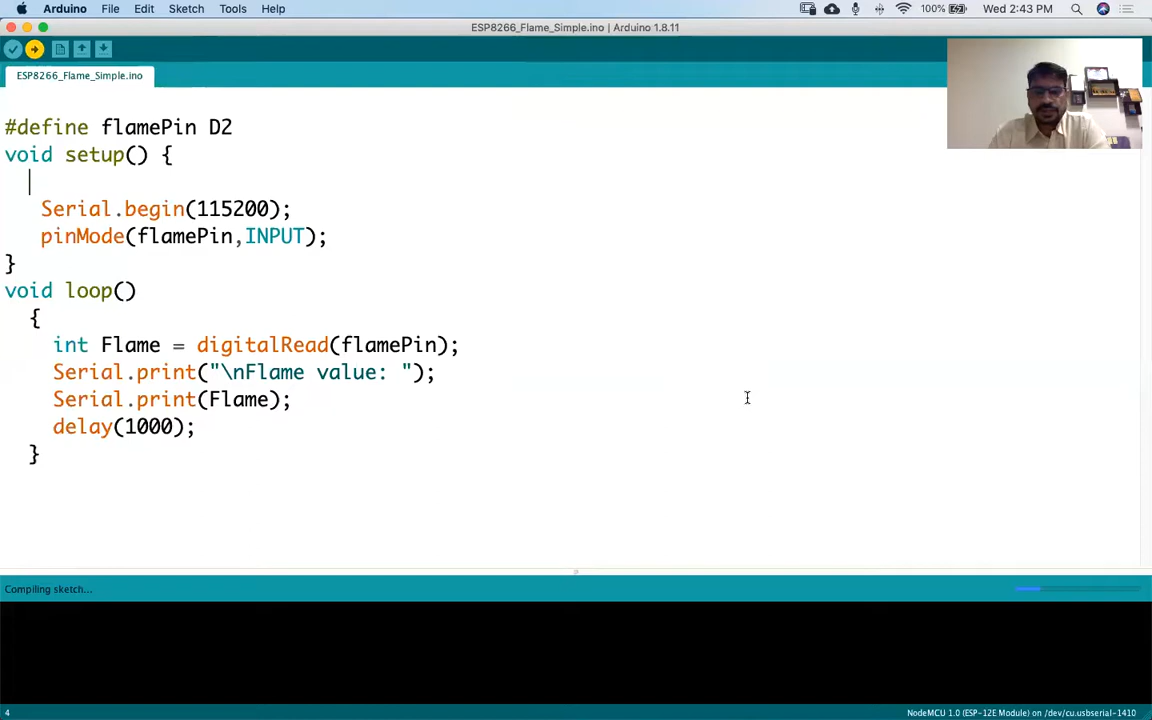 Arduino File Edit Sketch Tools Help 100% Wed 2:43 PM
ESP8266_Flame_Simple.ino | Arduino 1.8.11
ESP8266_Flame_Simple.ino
#define flamePin D2
void setup() {
Serial.begin(115200);
pinMode(flamePin,INPUT);
}
void loop()
{
int Flame = digitalRead(flamePin);
Serial.print("\nFlame value: ");
Serial.print(Flame);
delay(1000);
}
Compiling sketch...
4 NodeMCU 1.0 (ESP-12E Module) on /dev/cu.usbserial-1410